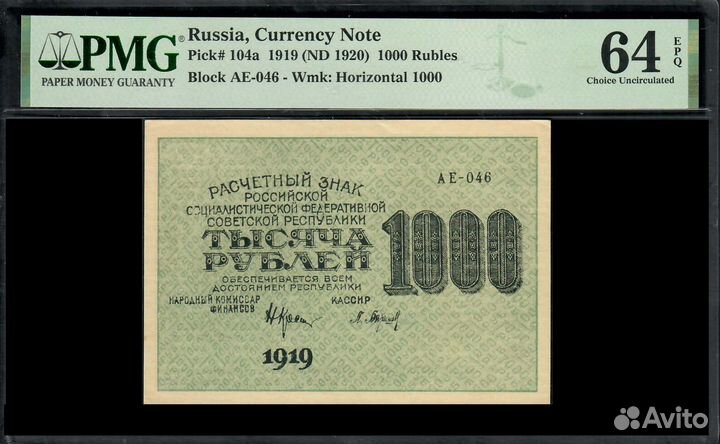 PMG
PAPER MONEY GUARANTY
Russia, Currency Note
Pick# 104a 1919 (ND 1920) 1000 Rubles
Block AE-046 - Wmk: Horizontal 1000
64 EPQ
Choice Uncirculated
АЕ-046
РАСЧЕТНЫЙ ЗНАК
РОССИЙСКОЙ
СОЦИАЛИСТИЧЕСКОЙ ФЕДЕРАТИВНОЙ
СОВЕТСКОЙ РЕСПУБЛИКИ
ТЫСЯЧА
РУБЛЕЙ
1000
ОБЕСПЕЧИВАЕТСЯ ВСЕМ
ДОСТОЯНИЕМ РЕСПУБЛИКИ
НАРОДНЫЙ КОМИССАР
ФИНАНСОВ
КАССИР
1919
Avito